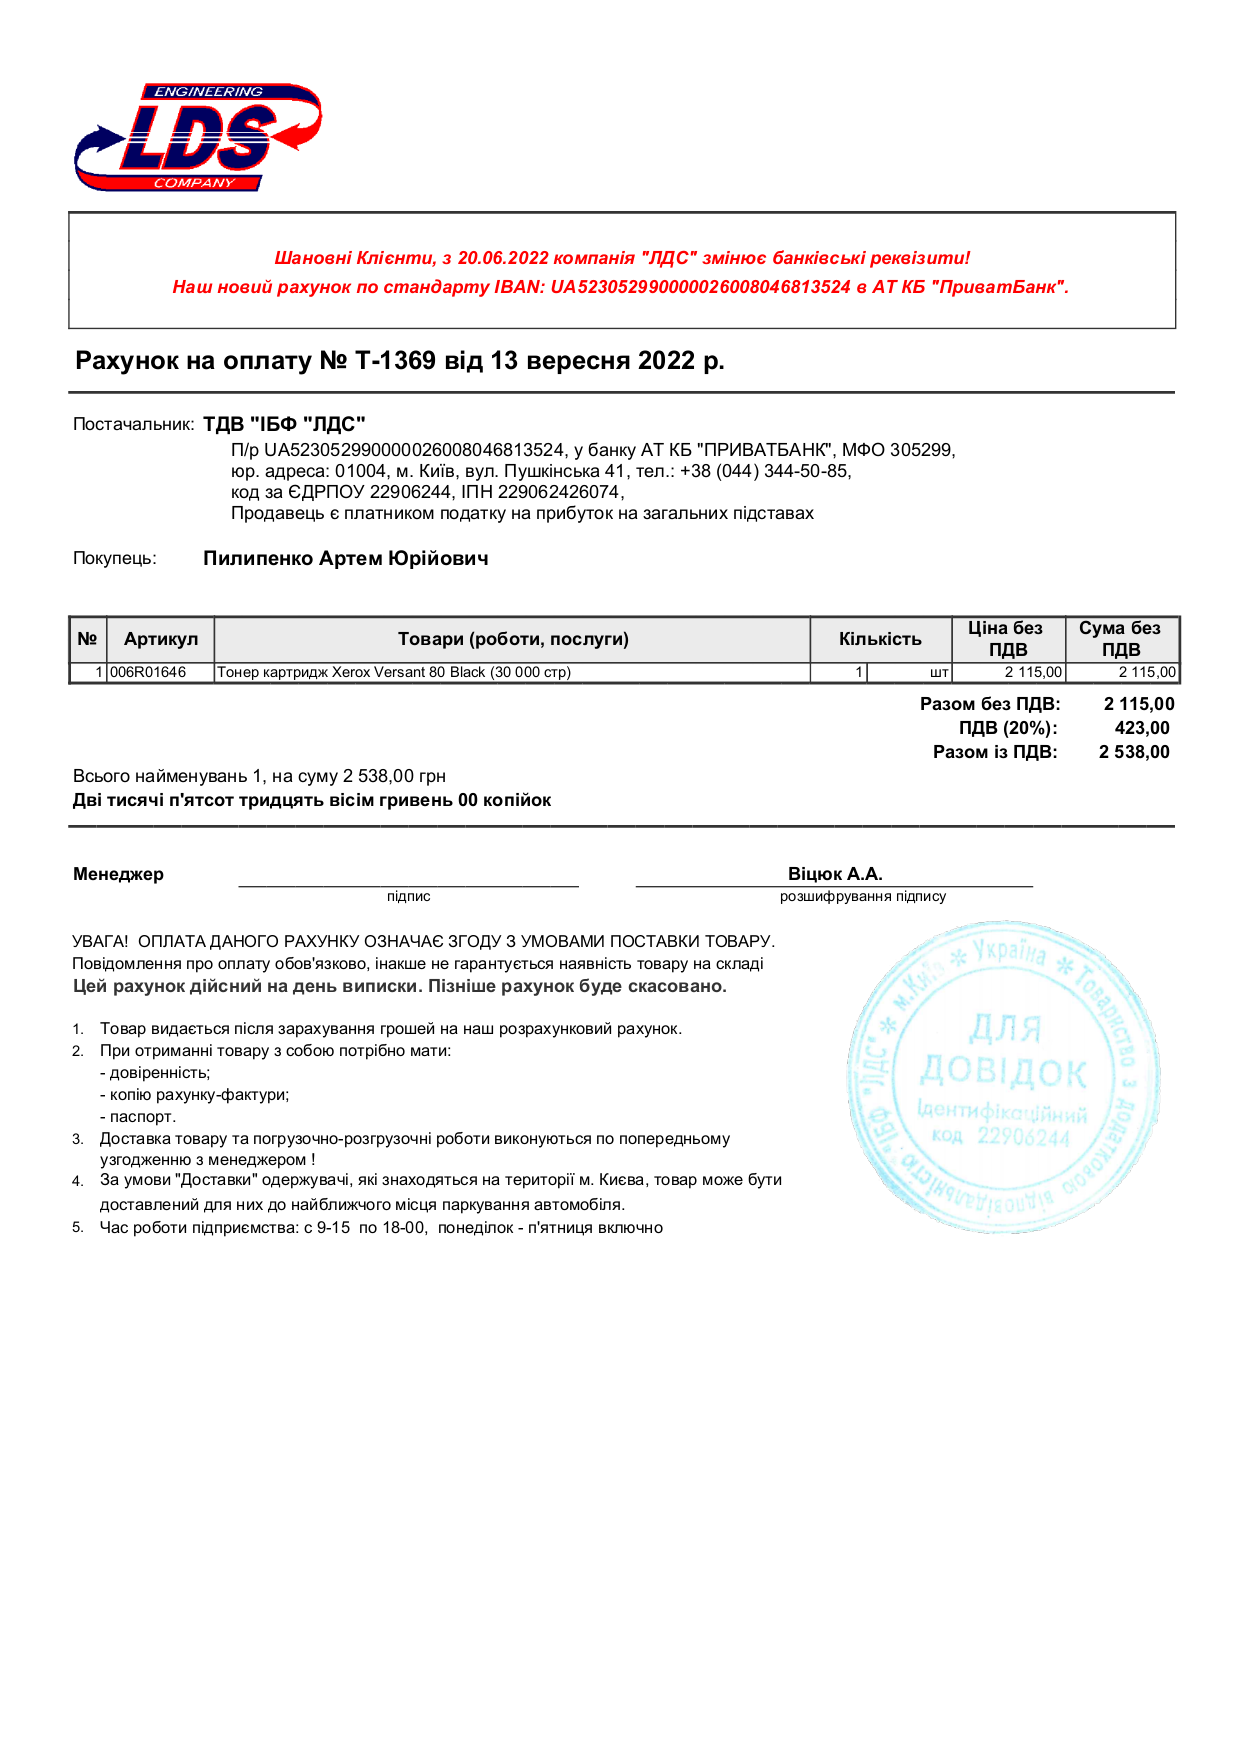 ENGINEERING
LDS
COMPANY
Шановні Клієнти, з 20.06.2022 компанія "ЛДС" змінює банківські реквізити!
Наш новий рахунок по стандарту IBAN: UA523052990000026008046813524 в АТ КБ "ПриватБанк".
Рахунок на оплату № Т-1369 від 13 вересня 2022 р.
Постачальник: ТДВ "ІБФ "ЛДС"
П/р UA523052990000026008046813524, у банку АТ КБ "ПРИВАТБАНК", МФО 305299,
юр. адреса: 01004, м. Київ, вул. Пушкінська 41, тел.: +38 (044) 344-50-85,
код за ЄДРПОУ 22906244, ІПН 229062426074,
Продавець є платником податку на прибуток на загальних підставах
Покупець: Пилипенко Артем Юрійович
№ Артикул Товари (роботи, послуги) Кількість Ціна без ПДВ Сума без ПДВ
1 006R01646 Тонер картридж Xerox Versant 80 Black (30 000 стр) 1 шт 2 115,00 2 115,00
Разом без ПДВ: 2 115,00
ПДВ (20%): 423,00
Разом із ПДВ: 2 538,00
Всього найменувань 1, на суму 2 538,00 грн
Дві тисячі п'ятсот тридцять вісім гривень 00 копійок
Менеджер Віцюк А.А.
підпис розшифрування підпису
УВАГА! ОПЛАТА ДАНОГО РАХУНКУ ОЗНАЧАЄ ЗГОДУ З УМОВАМИ ПОСТАВКИ ТОВАРУ.
Повідомлення про оплату обов'язково, інакше не гарантується наявність товару на складі
Цей рахунок дійсний на день виписки. Пізніше рахунок буде скасовано.
1. Товар видається після зарахування грошей на наш розрахунковий рахунок.
2. При отриманні товару з собою потрібно мати:
- довіренність;
- копію рахунку-фактури;
- паспорт.
3. Доставка товару та погрузочно-розгрузочні роботи виконуються по попередньому
узгодженню з менеджером !
4. За умови "Доставки" одержувачі, які знаходяться на території м. Києва, товар може бути
доставлений для них до найближчого місця паркування автомобіля.
5. Час роботи підприємства: с 9-15 по 18-00, понеділок - п'ятниця включно
м.Київ * Україна * Товариство з додатковою відповідальністю "ІБФ "ЛДС" *
ДЛЯ
ДОВІДОК
Ідентифікаційний
код 22906244